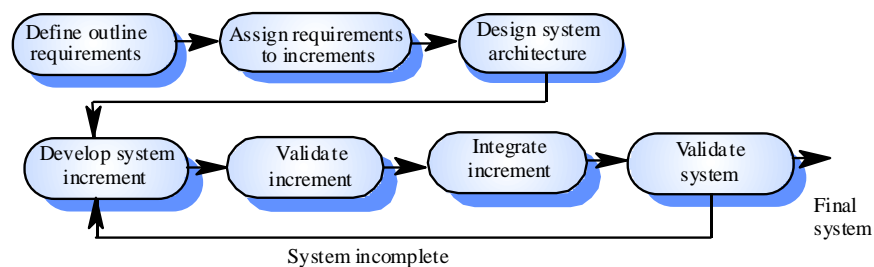 Define outline
requirements
Assign requirements
to increments
Design system
architecture
Develop system
increment
Validate
increment
Integrate
increment
Validate
system
Final
system
System incomplete